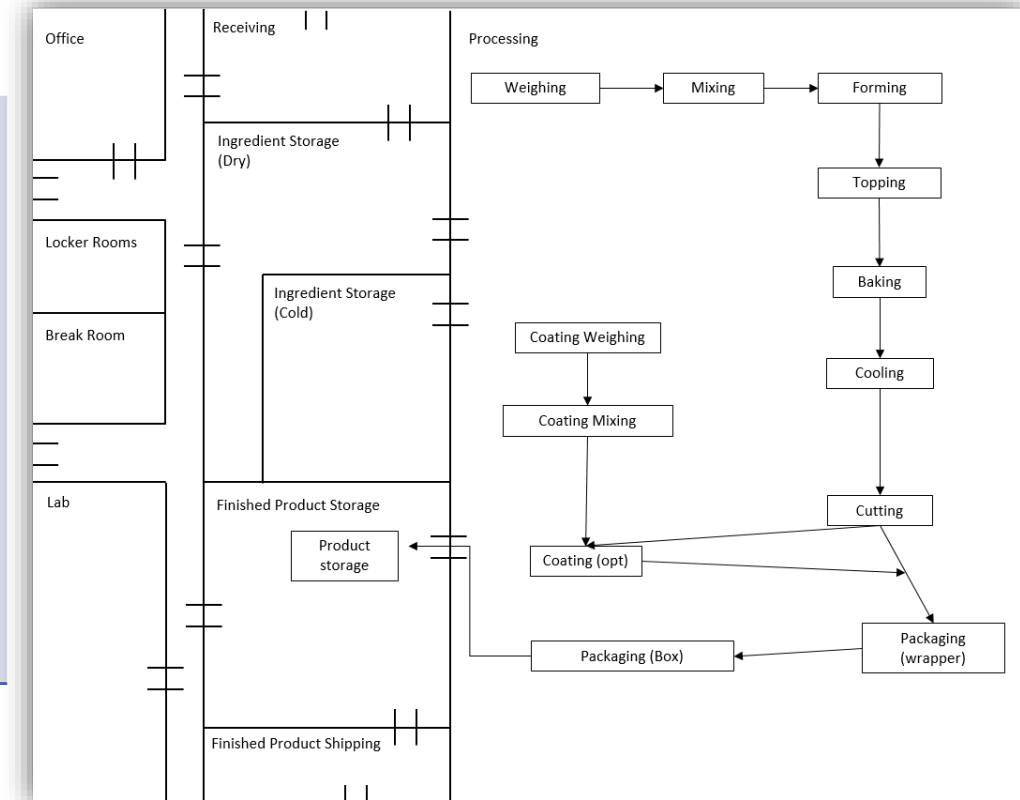 Office
Receiving
Processing
Weighing
Mixing
Forming
Ingredient Storage
(Dry)
Topping
Locker Rooms
Baking
Ingredient Storage
(Cold)
Break Room
Coating Weighing
Cooling
Coating Mixing
Lab
Finished Product Storage
Cutting
Product
storage
Coating (opt)
Packaging
(wrapper)
Packaging (Box)
Finished Product Shipping